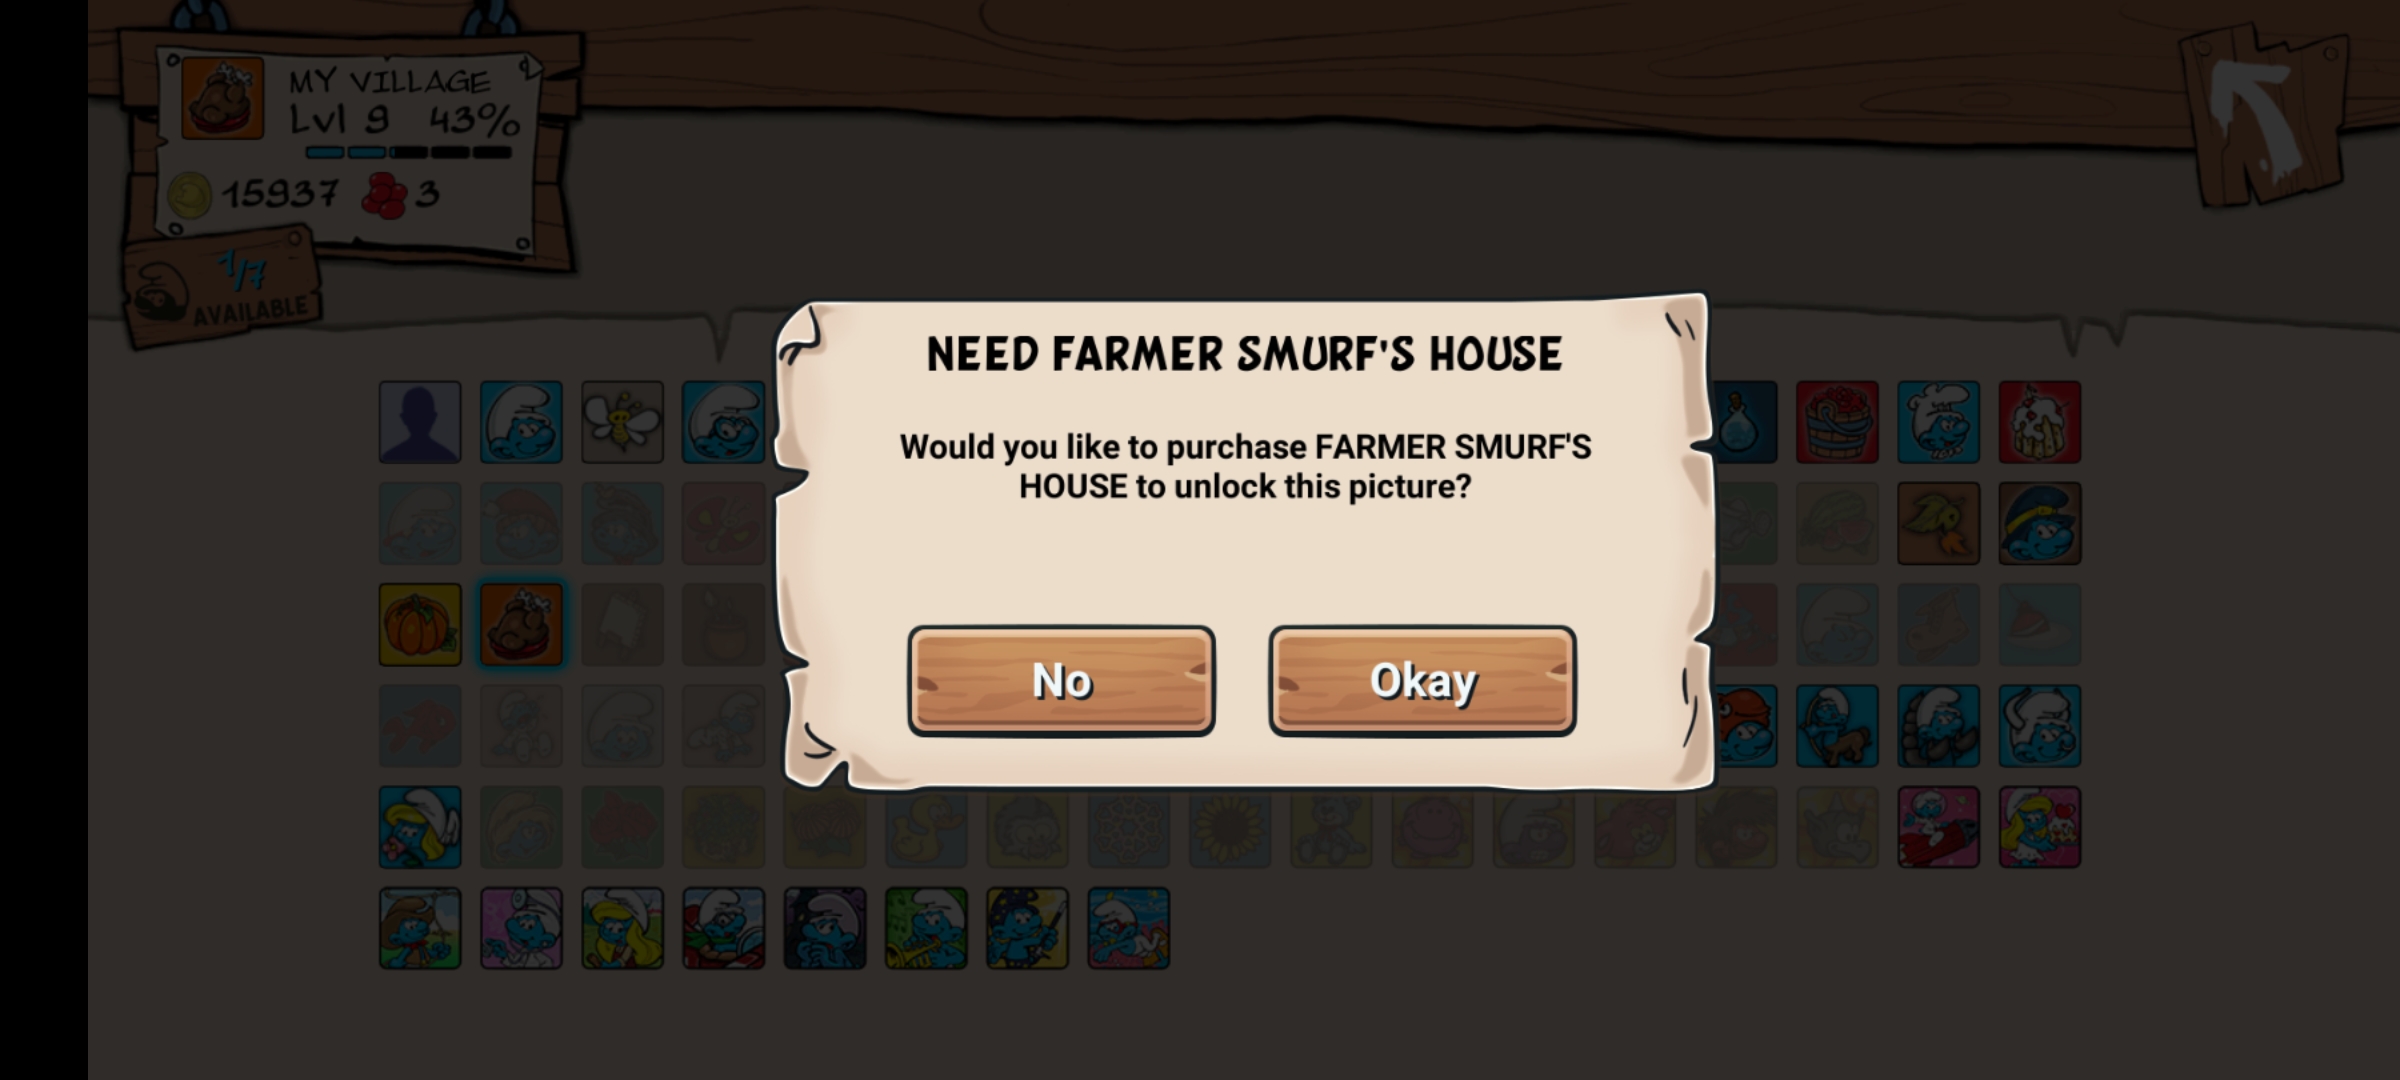 MY VILLAGE
Lvl 9 43%
15937 3
1/7
AVAILABLE
NEED FARMER SMURF'S HOUSE
Would you like to purchase FARMER SMURF'S
HOUSE to unlock this picture?
No Okay